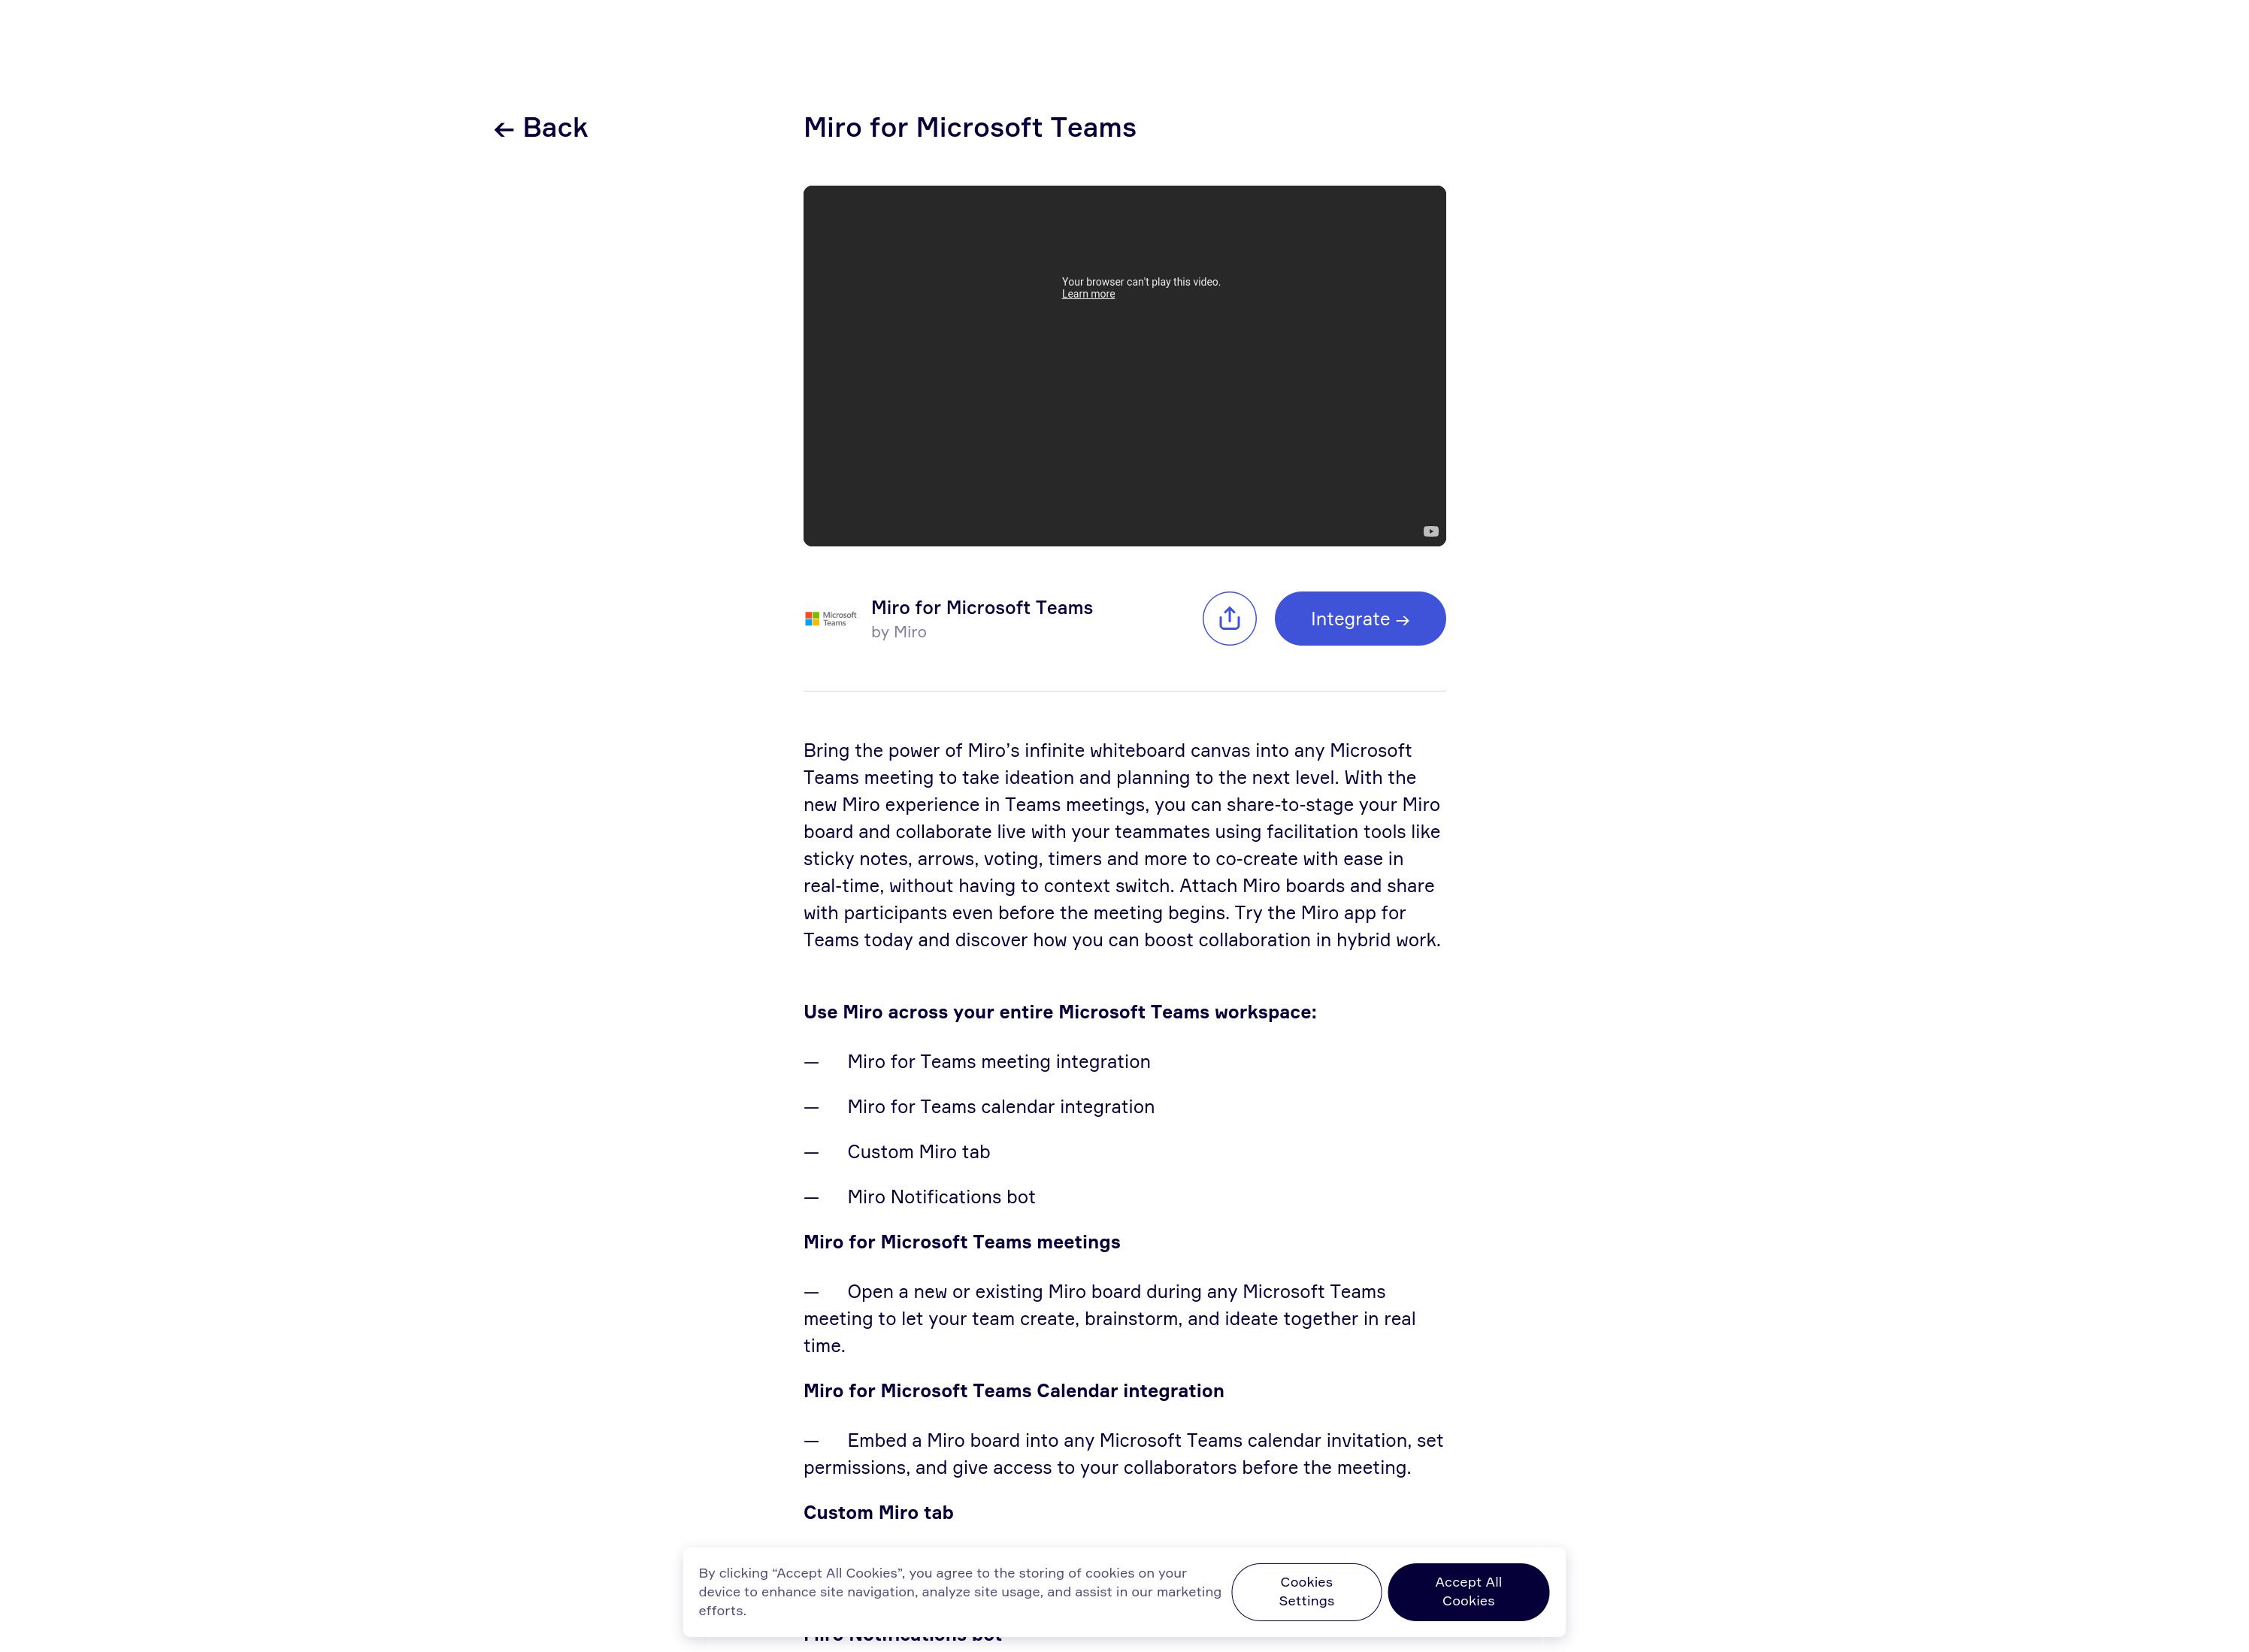 ← Back
Miro for Microsoft Teams
Your browser can't play this video.
Learn more
Microsoft
Teams
Miro for Microsoft Teams
by Miro
Integrate →
Bring the power of Miro’s infinite whiteboard canvas into any Microsoft
Teams meeting to take ideation and planning to the next level. With the
new Miro experience in Teams meetings, you can share-to-stage your Miro
board and collaborate live with your teammates using facilitation tools like
sticky notes, arrows, voting, timers and more to co-create with ease in
real-time, without having to context switch. Attach Miro boards and share
with participants even before the meeting begins. Try the Miro app for
Teams today and discover how you can boost collaboration in hybrid work.
Use Miro across your entire Microsoft Teams workspace:
— Miro for Teams meeting integration
— Miro for Teams calendar integration
— Custom Miro tab
— Miro Notifications bot
Miro for Microsoft Teams meetings
— Open a new or existing Miro board during any Microsoft Teams
meeting to let your team create, brainstorm, and ideate together in real
time.
Miro for Microsoft Teams Calendar integration
— Embed a Miro board into any Microsoft Teams calendar invitation, set
permissions, and give access to your collaborators before the meeting.
Custom Miro tab
By clicking “Accept All Cookies”, you agree to the storing of cookies on your
device to enhance site navigation, analyze site usage, and assist in our marketing
efforts.
Cookies
Settings
Accept All
Cookies
Miro Notifications bot